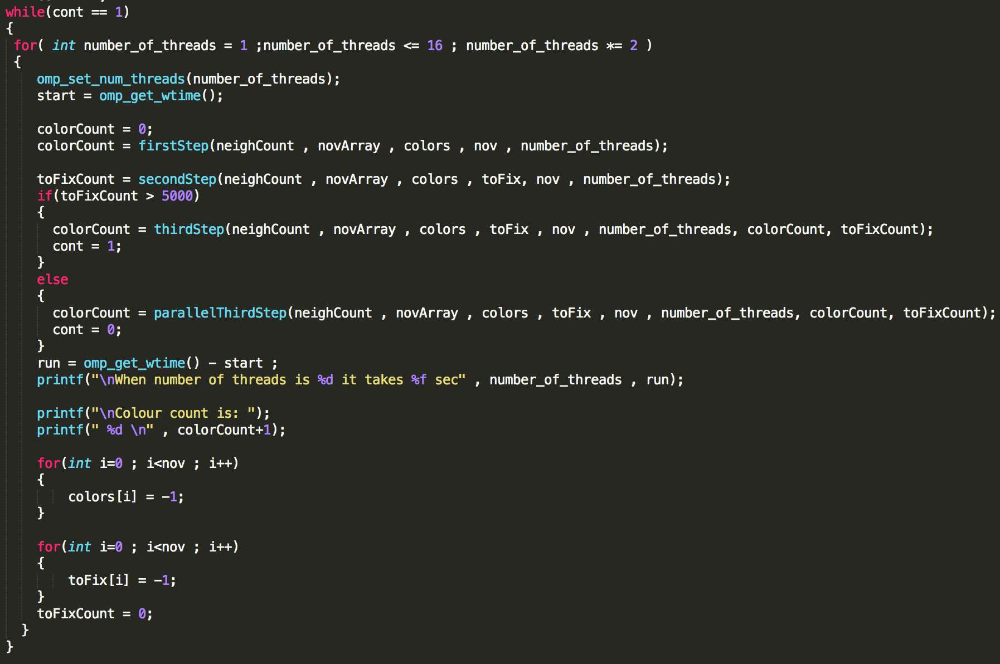 while(cont == 1)
{
for( int number_of_threads = 1 ;number_of_threads <= 16 ; number_of_threads *= 2 )
{
omp_set_num_threads(number_of_threads);
start = omp_get_wtime();
colorCount = 0;
colorCount = firstStep(neighCount , novArray , colors , nov , number_of_threads);
toFixCount = secondStep(neighCount , novArray , colors , toFix, nov , number_of_threads);
if(toFixCount > 5000)
{
colorCount = thirdStep(neighCount , novArray , colors , toFix , nov , number_of_threads, colorCount, toFixCount);
cont = 1;
}
else
{
colorCount = parallelThirdStep(neighCount , novArray , colors , toFix , nov , number_of_threads, colorCount, toFixCount);
cont = 0;
}
run = omp_get_wtime() - start ;
printf("\nWhen number of threads is %d it takes %f sec" , number_of_threads , run);
printf("\nColour count is: ");
printf(" %d \n" , colorCount+1);
for(int i=0 ; i<nov ; i++)
{
colors[i] = -1;
}
for(int i=0 ; i<nov ; i++)
{
toFix[i] = -1;
}
toFixCount = 0;
}
}